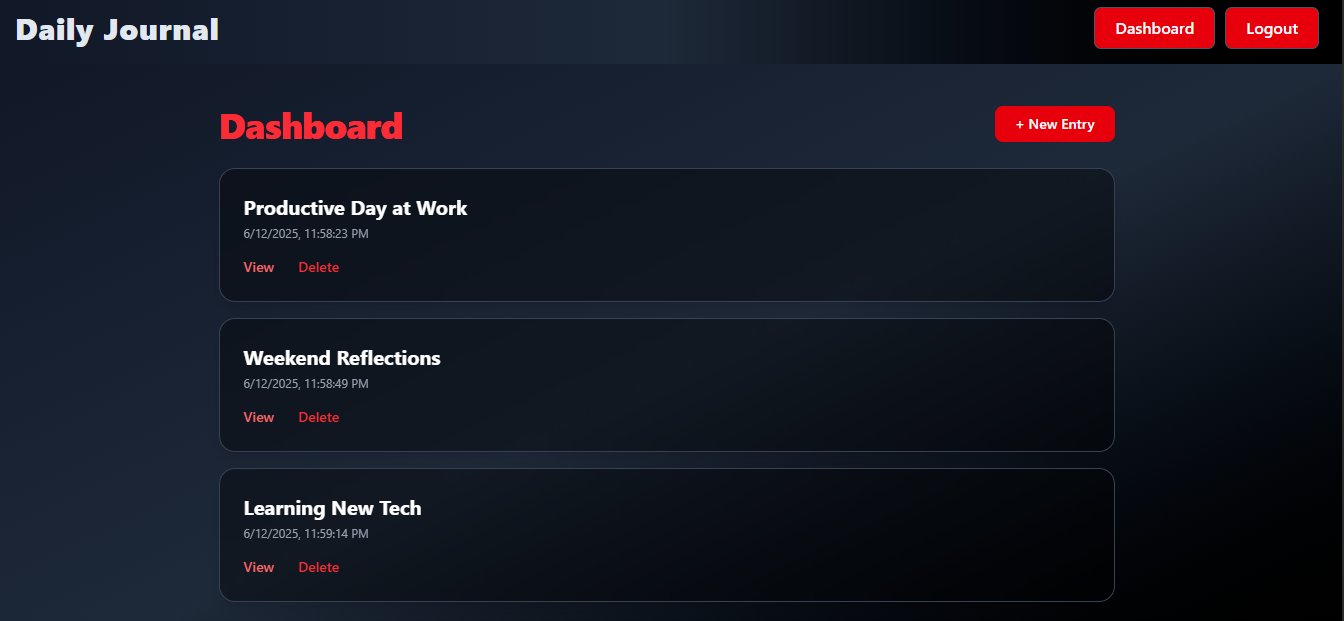 Daily Journal
Dashboard Logout
Dashboard
+ New Entry
Productive Day at Work
6/12/2025, 11:58:23 PM
View Delete
Weekend Reflections
6/12/2025, 11:58:49 PM
View Delete
Learning New Tech
6/12/2025, 11:59:14 PM
View Delete